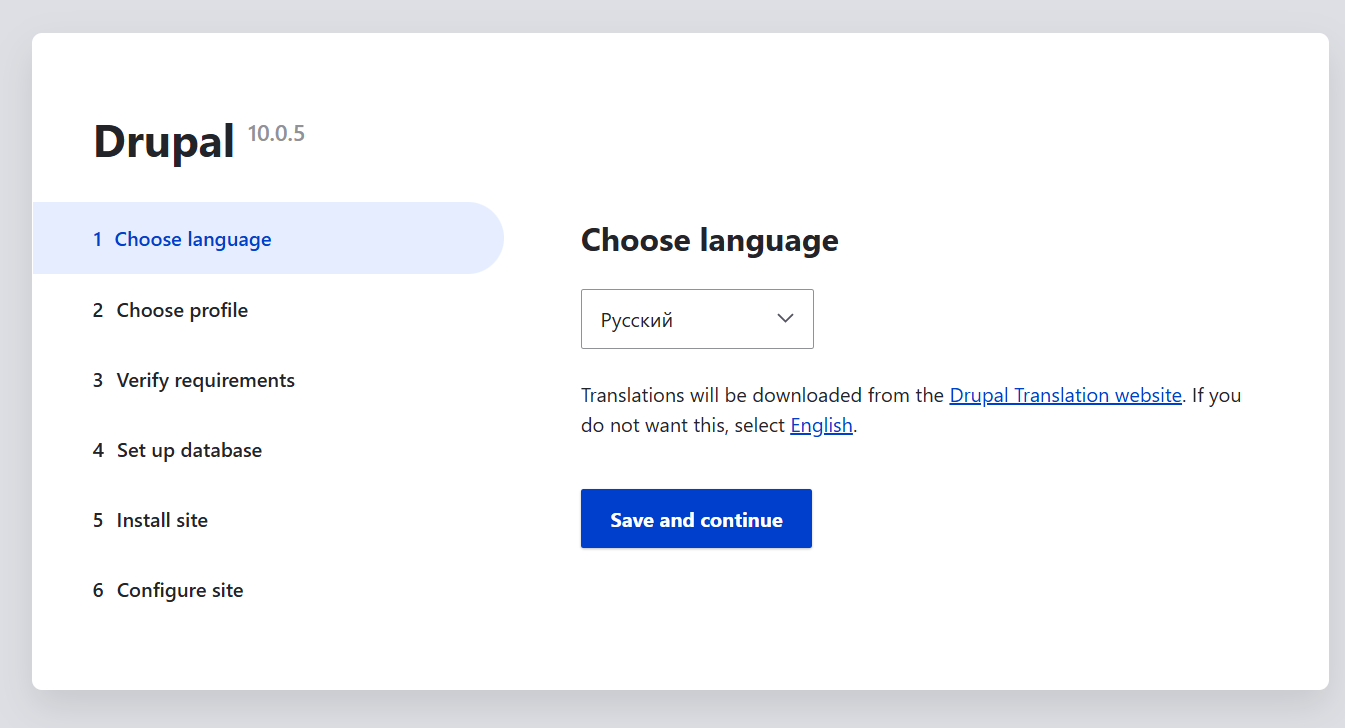 Drupal 10.0.5
1 Choose language
2 Choose profile
3 Verify requirements
4 Set up database
5 Install site
6 Configure site
Choose language
Русский
Translations will be downloaded from the Drupal Translation website. If you
do not want this, select English.
Save and continue